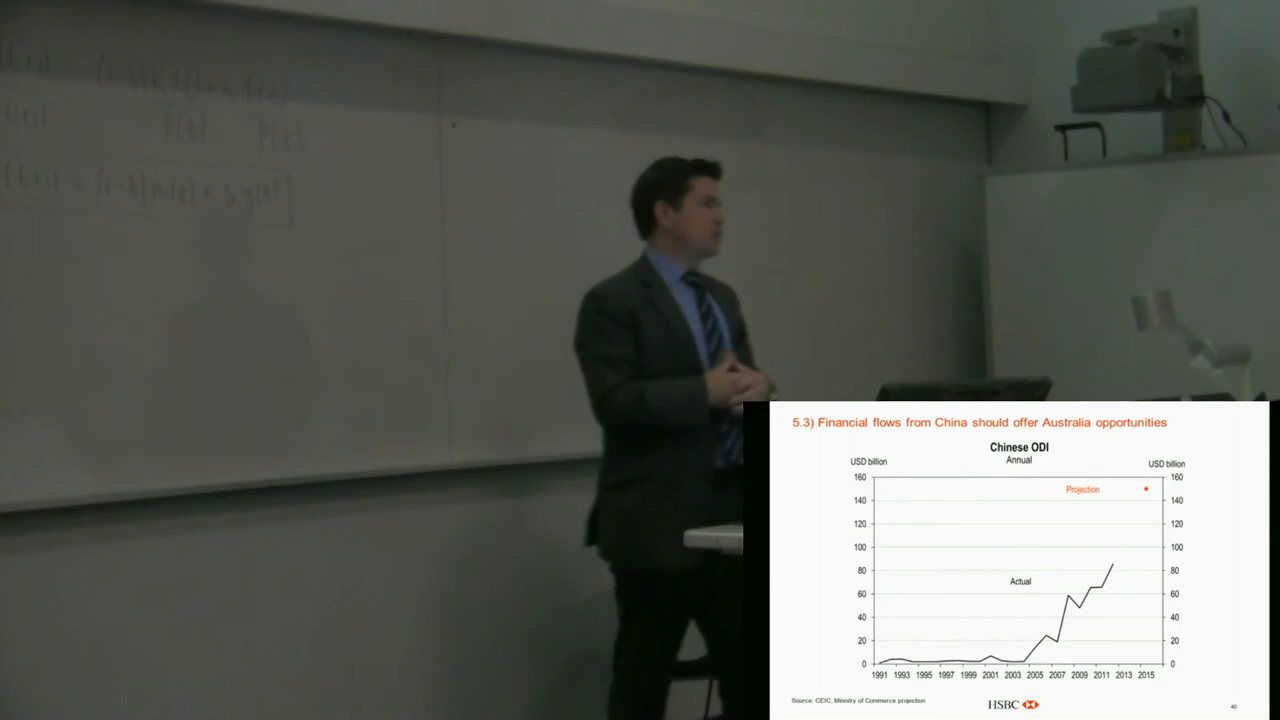 5.3) Financial flows from China should offer Australia opportunities
Chinese ODI
Annual
USD billion
USD billion
160
140
120
100
80
60
40
20
0
Projection
Actual
160
140
120
100
80
60
40
20
0
1991 1993 1995 1997 1999 2001 2003 2005 2007 2009 2011 2013 2015
Source: CEIC, Ministry of Commerce projection
HSBC
40